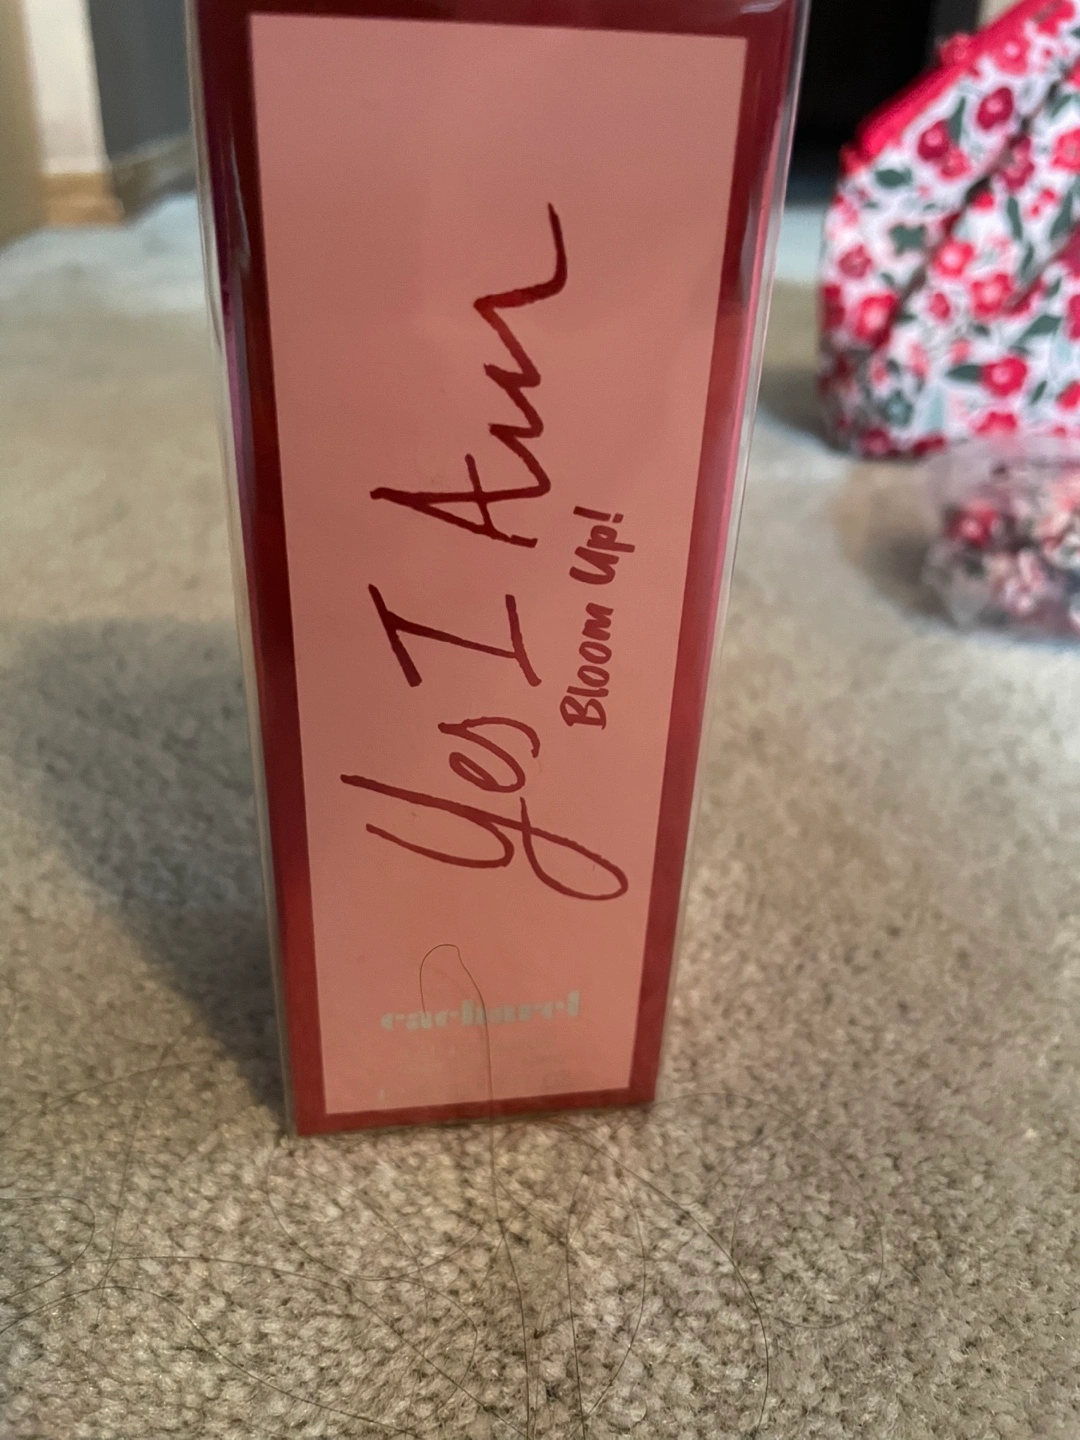 Yes I Am
Bloom Up!
cacharel